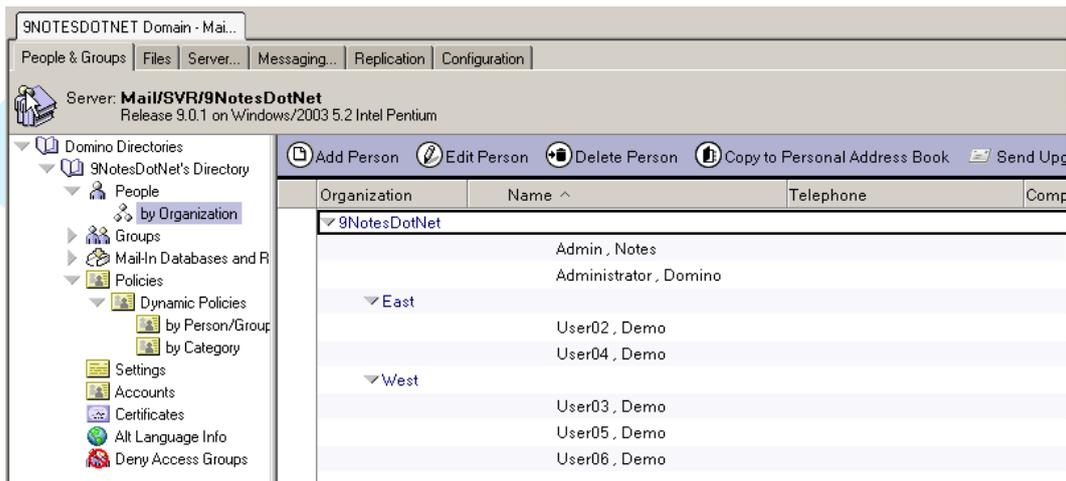 9NOTESDOTNET Domain - Mai...
People & Groups Files Server... Messaging... Replication Configuration
Server: Mail/SVR/9NotesDotNet
Release 9.0.1 on Windows/2003 5.2 Intel Pentium
Domino Directories
9NotesDotNet's Directory
People
by Organization
Groups
Mail-In Databases and R
Policies
Dynamic Policies
by Person/Group
by Category
Settings
Accounts
Certificates
Alt Language Info
Deny Access Groups
Add Person Edit Person Delete Person Copy to Personal Address Book Send Upg
Organization Name Telephone Comp
9NotesDotNet
Admin , Notes
Administrator , Domino
East
User02 , Demo
User04 , Demo
West
User03 , Demo
User05 , Demo
User06 , Demo